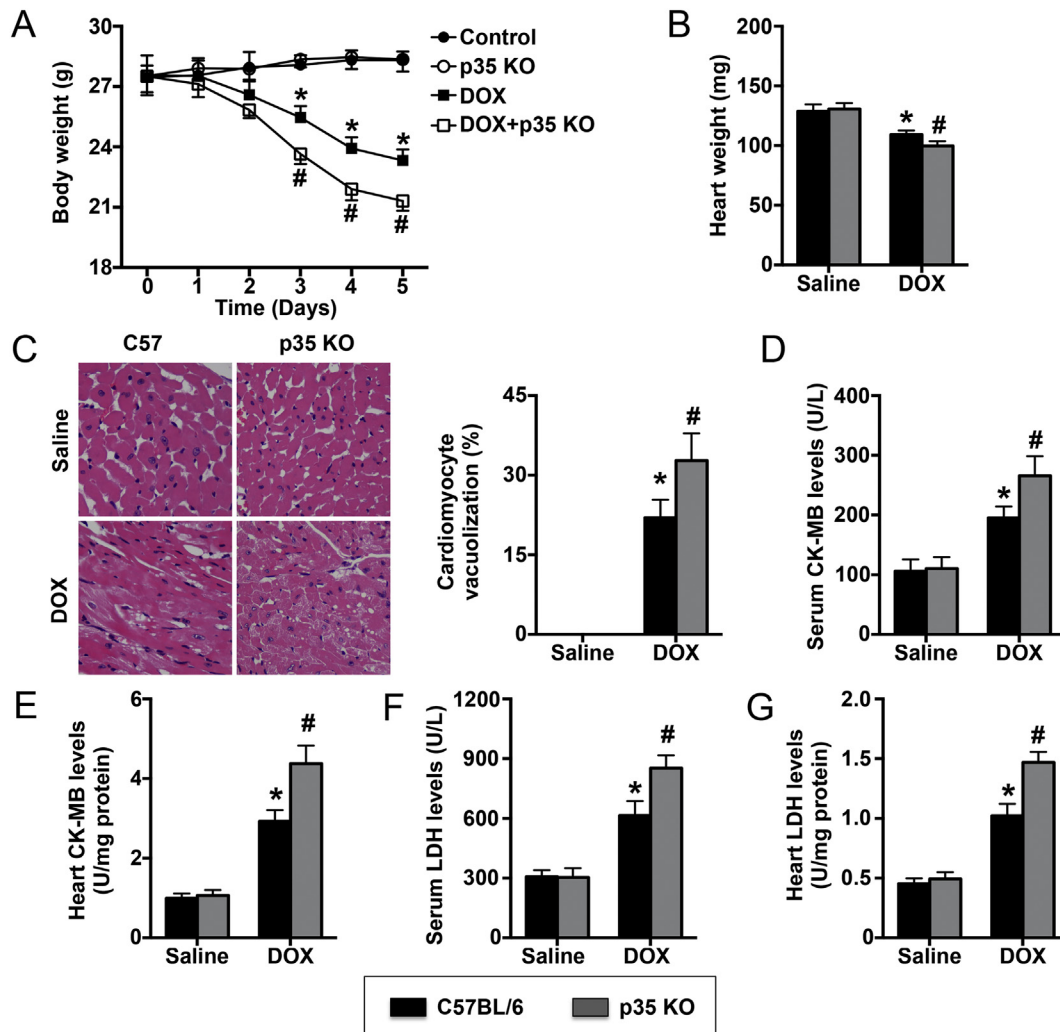 A
Body weight (g)
30
27
24
21
18
0 1 2 3 4 5
Time (Days)
* * *
# # #
Control
p35 KO
DOX
DOX+p35 KO
B
Heart weight (mg)
200
150
100
50
0
* #
Saline DOX
C
C57 p35 KO
Saline
DOX
Cardiomyocyte
vacuolization (%)
45
30
15
0
* #
Saline DOX
D
Serum CK-MB levels (U/L)
400
300
200
100
0
* #
Saline DOX
E
Heart CK-MB levels
(U/mg protein)
6
4
2
0
* #
Saline DOX
F
Serum LDH levels (U/L)
1200
900
600
300
0
* #
Saline DOX
G
Heart LDH levels
(U/mg protein)
2.0
1.5
1.0
0.5
0
* #
Saline DOX
C57BL/6 p35 KO